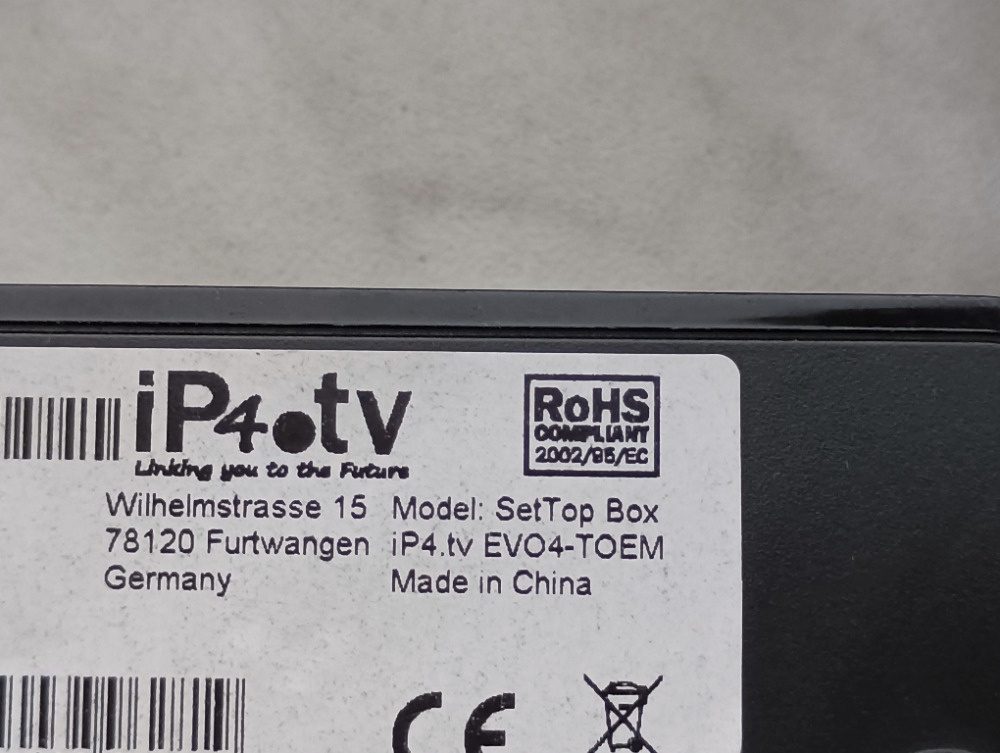 iP4.tv
Linking you to the Future
RoHS
COMPLIANT
2002/95/EC
Wilhelmstrasse 15
78120 Furtwangen
Germany
Model: SetTop Box
iP4.tv EVO4-TOEM
Made in China
CE